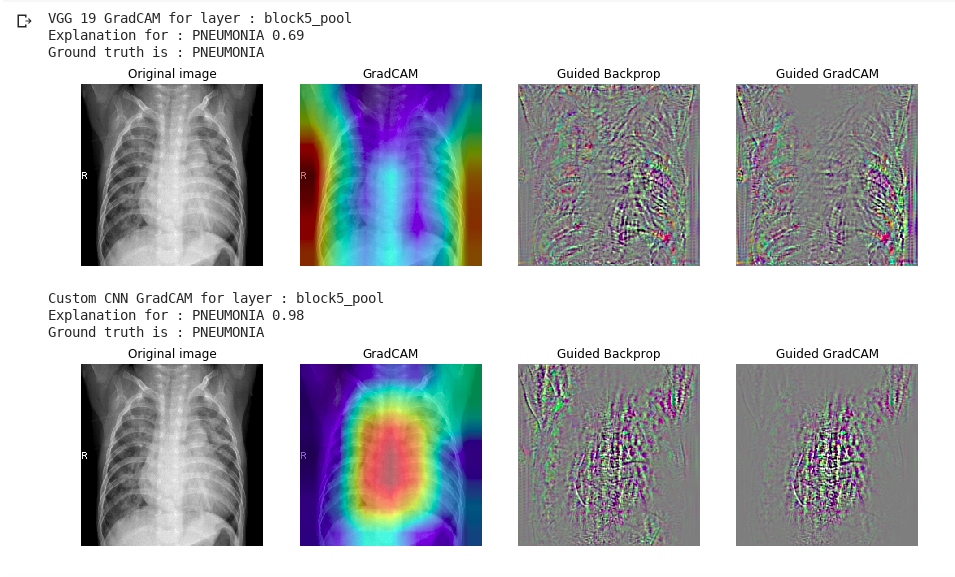 VGG 19 GradCAM for layer : block5_pool
Explanation for : PNEUMONIA 0.69
Ground truth is : PNEUMONIA
Original image GradCAM Guided Backprop Guided GradCAM
R R
Custom CNN GradCAM for layer : block5_pool
Explanation for : PNEUMONIA 0.98
Ground truth is : PNEUMONIA
Original image GradCAM Guided Backprop Guided GradCAM
R R